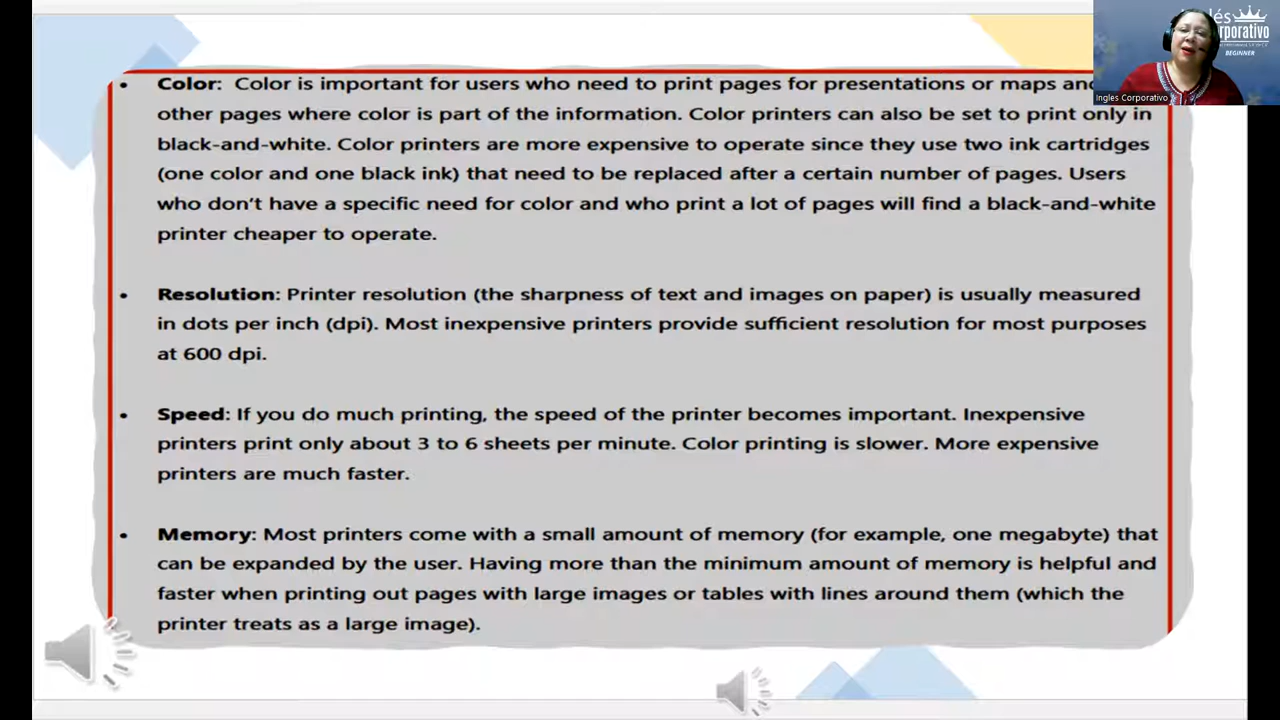 • Color: Color is important for users who need to print pages for presentations or maps and
other pages where color is part of the information. Color printers can also be set to print only in
black-and-white. Color printers are more expensive to operate since they use two ink cartridges
(one color and one black ink) that need to be replaced after a certain number of pages. Users
who don't have a specific need for color and who print a lot of pages will find a black-and-white
printer cheaper to operate.
• Resolution: Printer resolution (the sharpness of text and images on paper) is usually measured
in dots per inch (dpi). Most inexpensive printers provide sufficient resolution for most purposes
at 600 dpi.
• Speed: If you do much printing, the speed of the printer becomes important. Inexpensive
printers print only about 3 to 6 sheets per minute. Color printing is slower. More expensive
printers are much faster.
• Memory: Most printers come with a small amount of memory (for example, one megabyte) that
can be expanded by the user. Having more than the minimum amount of memory is helpful and
faster when printing out pages with large images or tables with lines around them (which the
printer treats as a large image).
BEGINNER
Ingles Corporativo